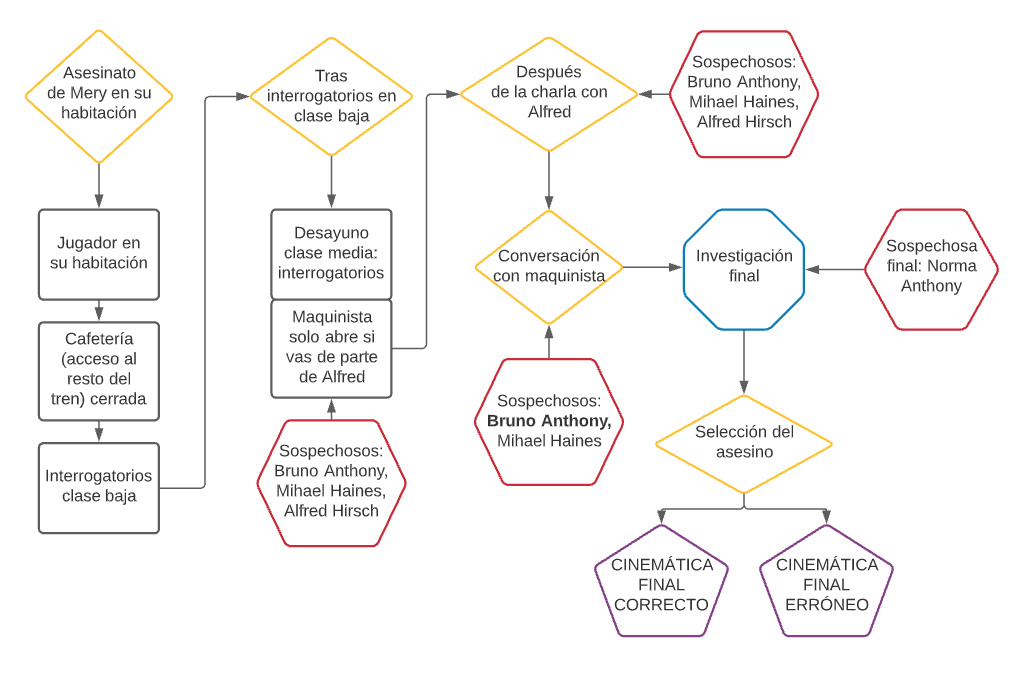 Asesinato
de Mery en su
habitación
Jugador en
su habitación
Cafetería
(acceso al
resto del
tren) cerrada
Interrogatorios
clase baja
Tras
interrogatorios en
clase baja
Desayuno
clase media:
interrogatorios
Maquinista
solo abre si
vas de parte
de Alfred
Sospechosos:
Bruno Anthony,
Mihael Haines,
Alfred Hirsch
Después
de la charla con
Alfred
Sospechosos:
Bruno Anthony,
Mihael Haines,
Alfred Hirsch
Conversación
con maquinista
Sospechosos:
Bruno Anthony,
Mihael Haines
Investigación
final
Sospechosa
final: Norma
Anthony
Selección del
asesino
CINEMÁTICA
FINAL
CORRECTO
CINEMÁTICA
FINAL
ERRÓNEO